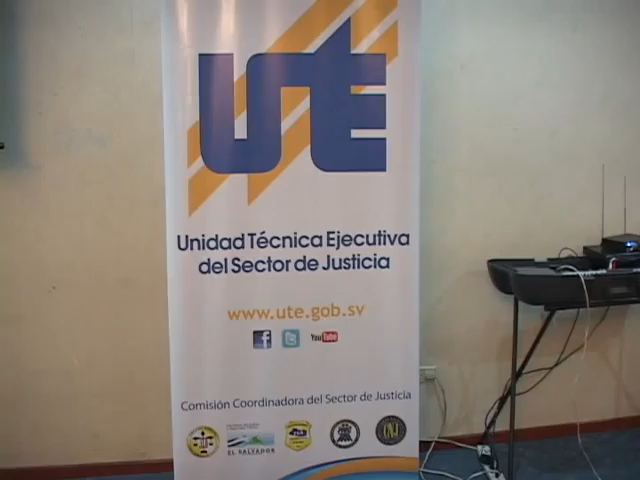 UTE
Unidad Técnica Ejecutiva
del Sector de Justicia
www.ute.gob.sv
f t YouTube
Comisión Coordinadora del Sector de Justicia
EL SALVADOR
CNJ